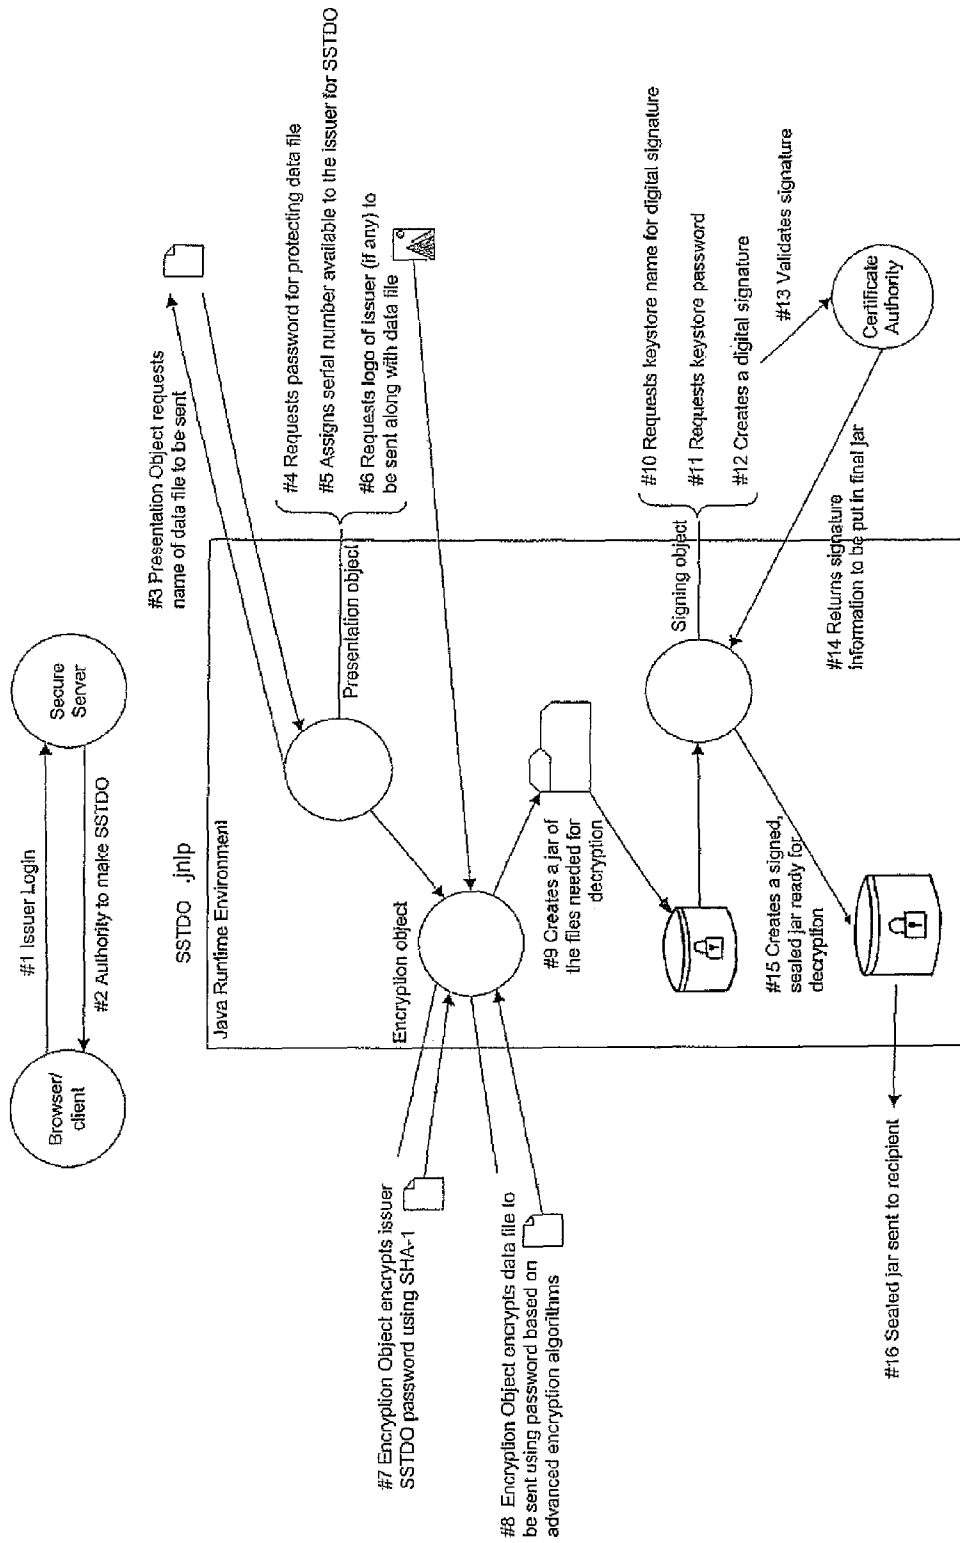 Browser/
client
#1 Issuer Login
#2 Authority to make SSTDO
Secure
Server
SSTDO .jnlp
Java Runtime Environment
#3 Presentation Object requests
name of data file to be sent
Presentation object
#4 Requests password for protecting data file
#5 Assigns serial number available to the issuer for SSTDO
#6 Requests logo of issuer (if any) to
be sent along with data file
Encryption object
#7 Encryption Object encrypts issuer
SSTDO password using SHA-1
#8 Encryption Object encrypts data file to
be sent using password based on
advanced encryption algorithms
#9 Creates a jar of
the files needed for
decryption
Signing object
#10 Requests keystore name for digital signature
#11 Requests keystore password
#12 Creates a digital signature
#13 Validates signature
Certificate
Authority
#14 Returns signature
information to be put in final jar
#15 Creates a signed,
sealed jar ready for
decryption
#16 Sealed jar sent to recipient